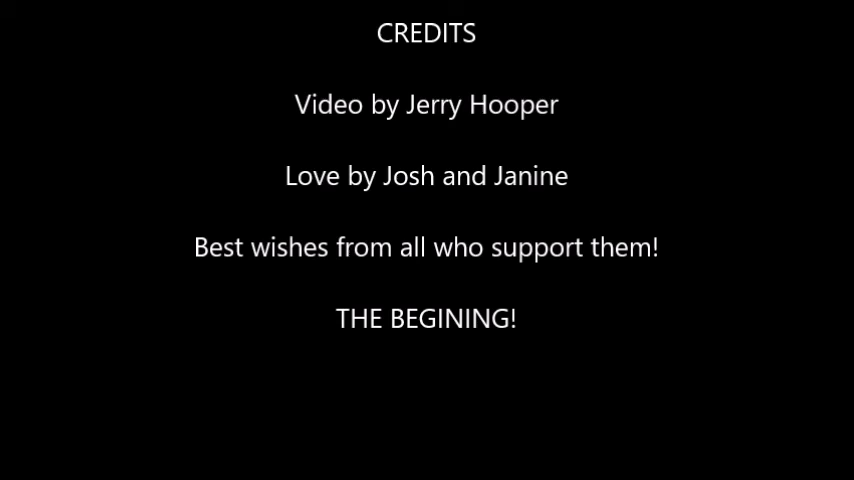 CREDITS
Video by Jerry Hooper
Love by Josh and Janine
Best wishes from all who support them!
THE BEGINING!